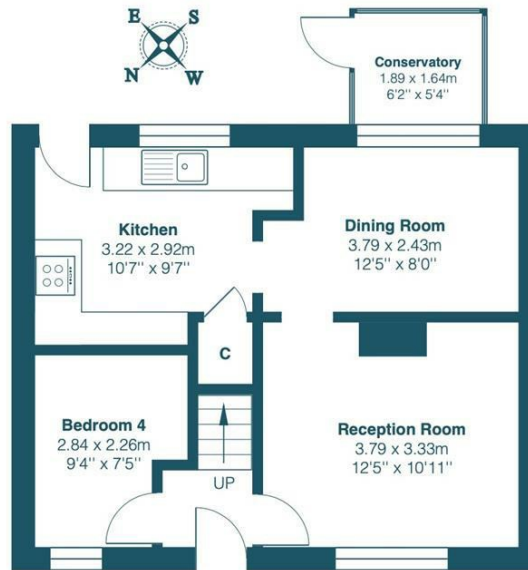 E S
N W
Conservatory
1.89 x 1.64m
6'2" x 5'4"
Kitchen
3.22 x 2.92m
10'7" x 9'7"
Dining Room
3.79 x 2.43m
12'5" x 8'0"
C
Bedroom 4
2.84 x 2.26m
9'4" x 7'5"
UP
Reception Room
3.79 x 3.33m
12'5" x 10'11"